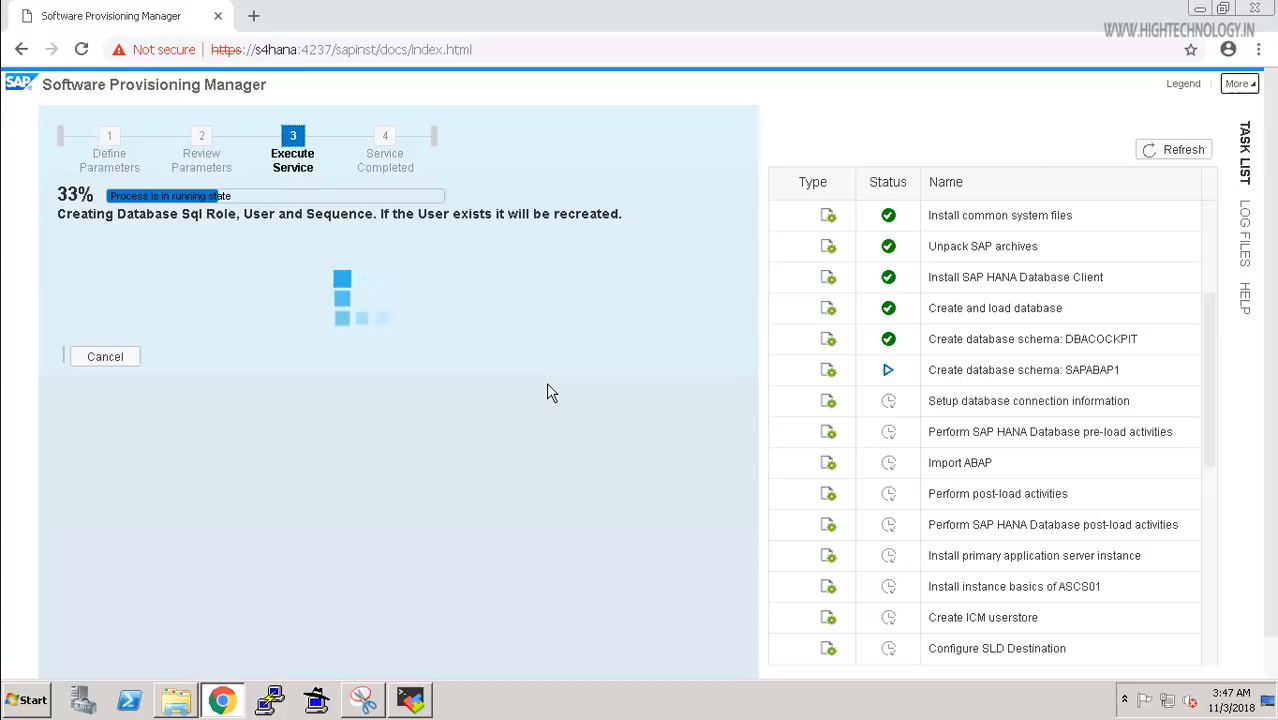 Software Provisioning Manager
WWW.HIGHTECHNOLOGY.IN
Not secure
https://s4hana:4237/sapinst/docs/index.html
SAP
Software Provisioning Manager
Legend
More
1
Define
Parameters
2
Review
Parameters
3
Execute
Service
4
Service
Completed
33%
Process is in running state
Creating Database Sql Role, User and Sequence. If the User exists it will be recreated.
Cancel
Refresh
Type Status Name
Install common system files
Unpack SAP archives
Install SAP HANA Database Client
Create and load database
Create database schema: DBACOCKPIT
Create database schema: SAPABAP1
Setup database connection information
Perform SAP HANA Database pre-load activities
Import ABAP
Perform post-load activities
Perform SAP HANA Database post-load activities
Install primary application server instance
Install instance basics of ASCS01
Create ICM userstore
Configure SLD Destination
TASK LIST
LOG FILES
HELP
Start
3:47 AM
11/3/2018